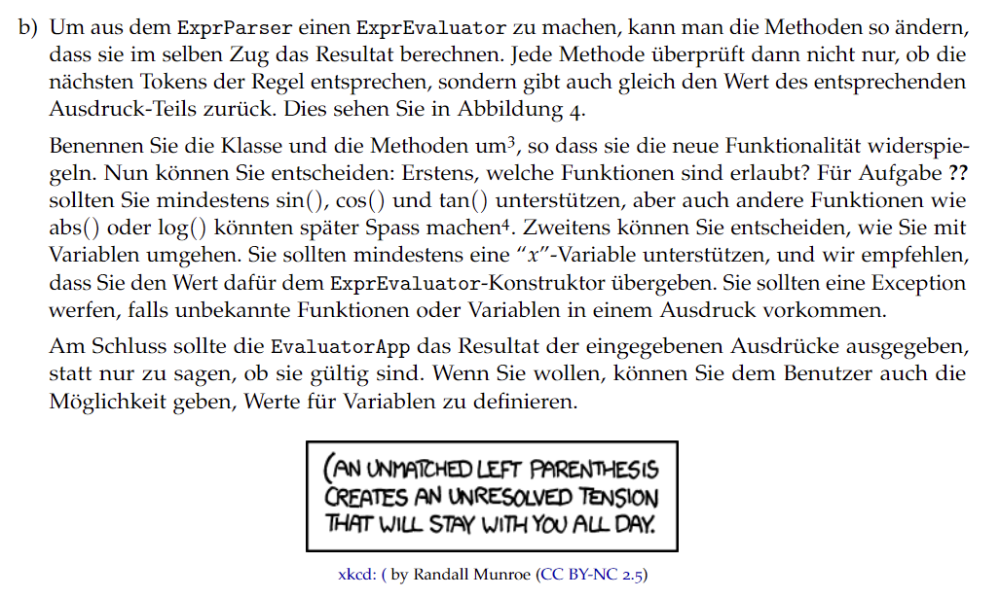 b) Um aus dem ExprParser einen ExprEvaluator zu machen, kann man die Methoden so ändern,
dass sie im selben Zug das Resultat berechnen. Jede Methode überprüft dann nicht nur, ob die
nächsten Tokens der Regel entsprechen, sondern gibt auch gleich den Wert des entsprechenden
Ausdruck-Teils zurück. Dies sehen Sie in Abbildung 4.
Benennen Sie die Klasse und die Methoden um³, so dass sie die neue Funktionalität widerspie-
geln. Nun können Sie entscheiden: Erstens, welche Funktionen sind erlaubt? Für Aufgabe ??
sollten Sie mindestens sin(), cos() und tan() unterstützen, aber auch andere Funktionen wie
abs() oder log() könnten später Spass machen⁴. Zweitens können Sie entscheiden, wie Sie mit
Variablen umgehen. Sie sollten mindestens eine “x”-Variable unterstützen, und wir empfehlen,
dass Sie den Wert dafür dem ExprEvaluator-Konstruktor übergeben. Sie sollten eine Exception
werfen, falls unbekannte Funktionen oder Variablen in einem Ausdruck vorkommen.
Am Schluss sollte die EvaluatorApp das Resultat der eingegebenen Ausdrücke ausgegeben,
statt nur zu sagen, ob sie gültig sind. Wenn Sie wollen, können Sie dem Benutzer auch die
Möglichkeit geben, Werte für Variablen zu definieren.
(AN UNMATCHED LEFT PARENTHESIS
CREATES AN UNRESOLVED TENSION
THAT WILL STAY WITH YOU ALL DAY.
xkcd: ( by Randall Munroe (CC BY-NC 2.5)